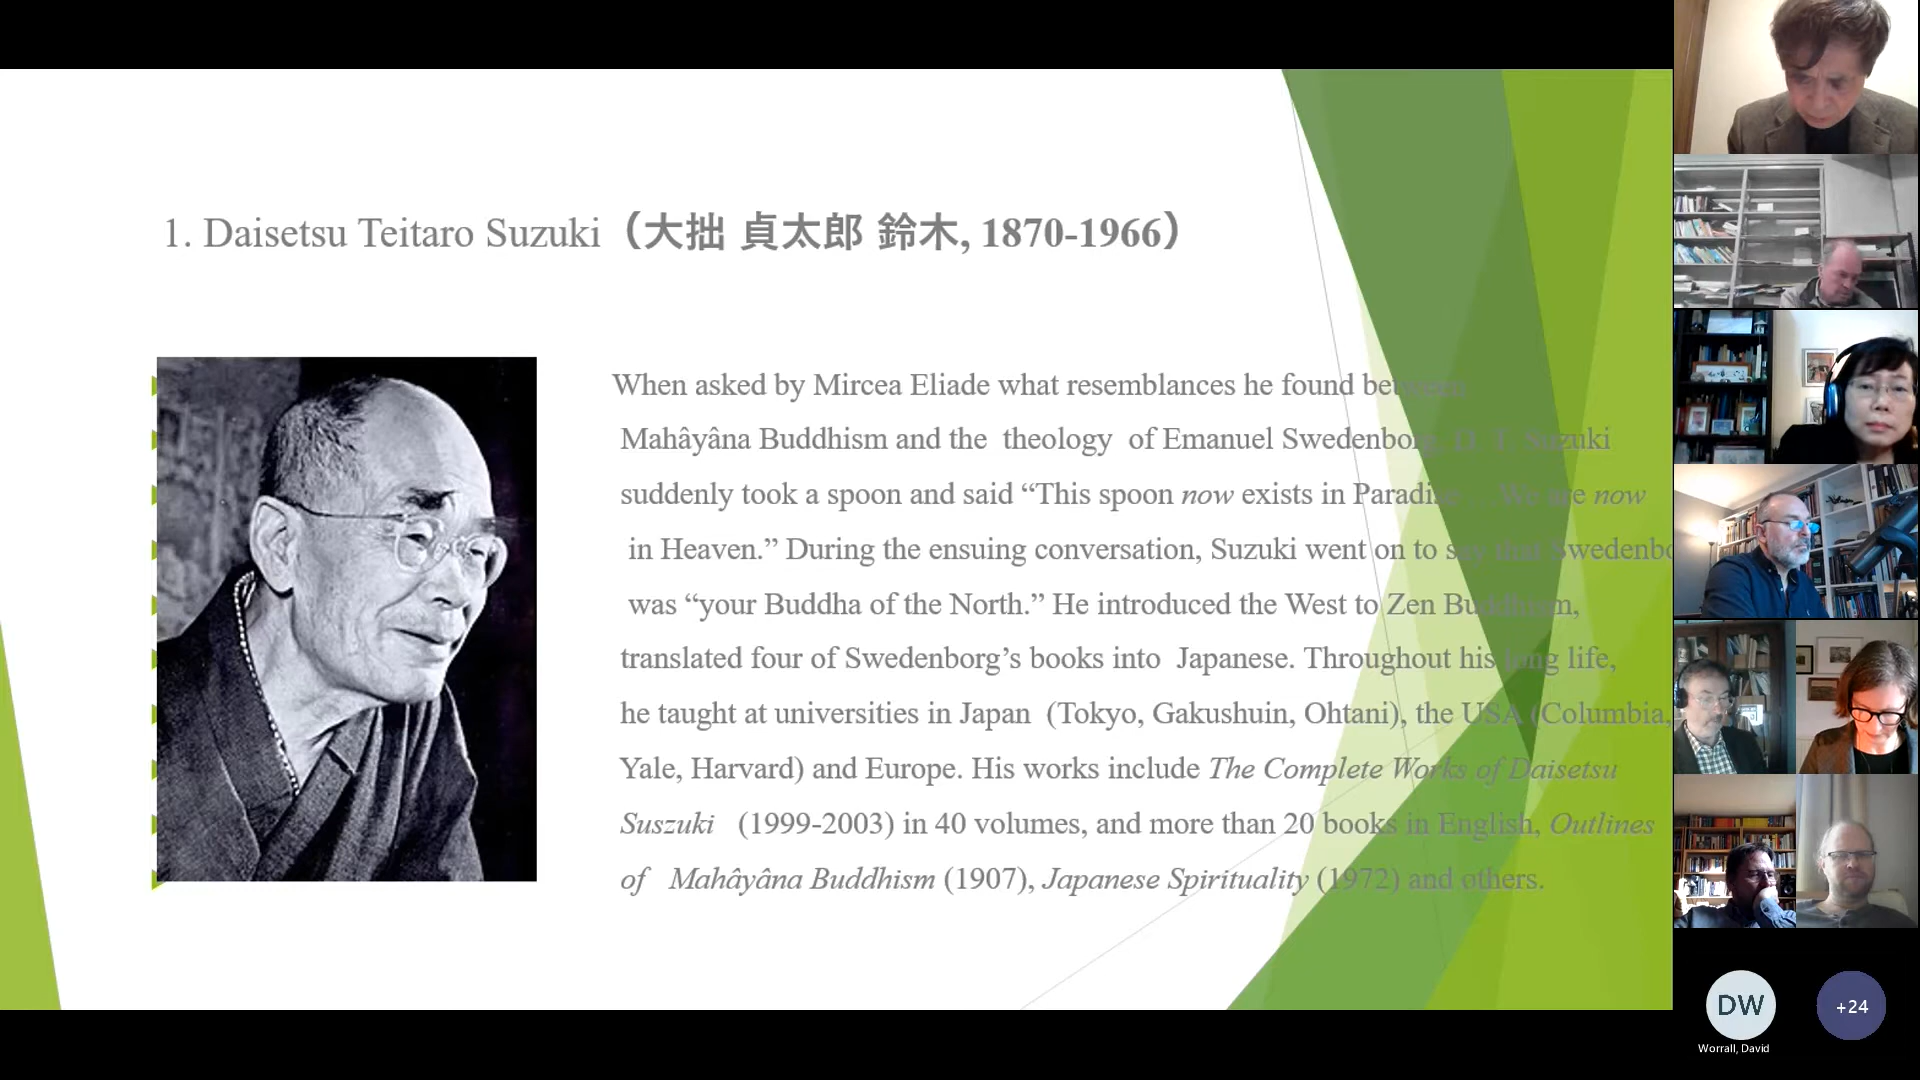 1. Daisetsu Teitaro Suzuki（大拙 貞太郎 鈴木, 1870-1966）
When asked by Mircea Eliade what resemblances he found between
Mahâyâna Buddhism and the theology of Emanuel Swedenborg, D. T. Suzuki
suddenly took a spoon and said “This spoon now exists in Paradise . . . We are now
in Heaven.” During the ensuing conversation, Suzuki went on to say that Swedenbo
was “your Buddha of the North.” He introduced the West to Zen Buddhism,
translated four of Swedenborg’s books into Japanese. Throughout his long life,
he taught at universities in Japan (Tokyo, Gakushuin, Ohtani), the USA (Columbia,
Yale, Harvard) and Europe. His works include The Complete Works of Daisetsu
Suszuki (1999-2003) in 40 volumes, and more than 20 books in English, Outlines
of Mahâyâna Buddhism (1907), Japanese Spirituality (1972) and others.
DW
+24
Worrall, David